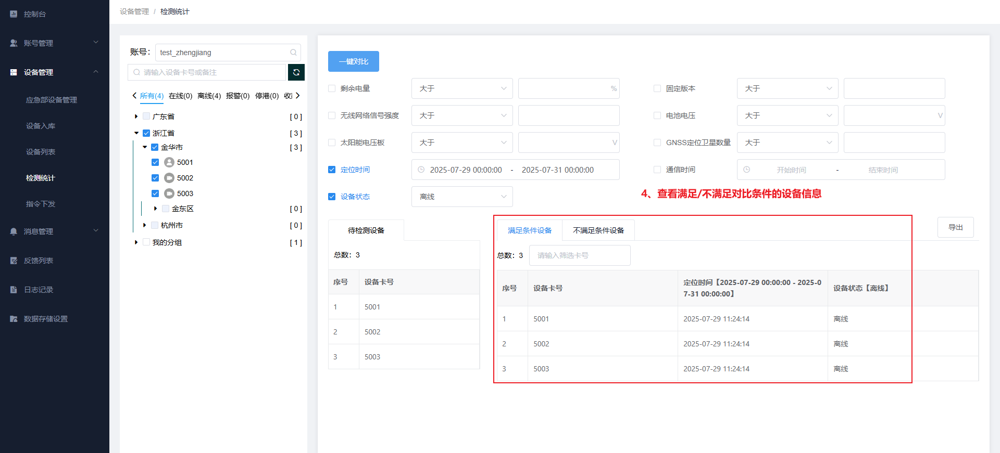 控制台
账号管理
设备管理
应急部设备管理
设备入库
设备列表
检测统计
指令下发
消息管理
反馈列表
日志记录
数据存储设置
设备管理 / 检测统计
账号： test_zhengjiang
请输入设备卡号或备注
所有(4) 在线(0) 离线(4) 报警(0) 停港(0)
广东省 [ 0 ]
浙江省 [ 3 ]
金华市 [ 3 ]
5001
5002
5003
金东区 [ 0 ]
杭州市 [ 0 ]
我的分组 [ 1 ]
一键对比
剩余电量 大于 % 固定版本 大于
无线网络信号强度 大于 电池电压 大于 V
太阳能电压板 大于 V GNSS定位卫星数量 大于
定位时间 2025-07-29 00:00:00 - 2025-07-31 00:00:00 通信时间 开始时间 - 结束时间
设备状态 离线
4、查看满足/不满足对比条件的设备信息
待检测设备
总数：3
序号 设备卡号
1 5001
2 5002
3 5003
满足条件设备 不满足条件设备 导出
总数：3 请输入筛选卡号
序号 设备卡号 定位时间【2025-07-29 00:00:00 - 2025-0
7-31 00:00:00】 设备状态【离线】
1 5001 2025-07-29 11:24:14 离线
2 5002 2025-07-29 11:24:14 离线
3 5003 2025-07-29 11:24:14 离线